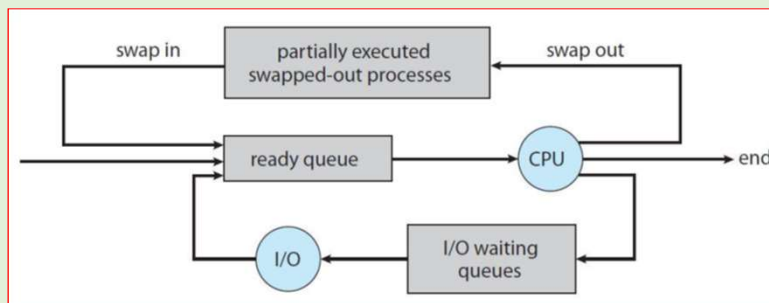 swap in
partially executed
swapped-out processes
swap out
ready queue
CPU
end
I/O
I/O waiting
queues